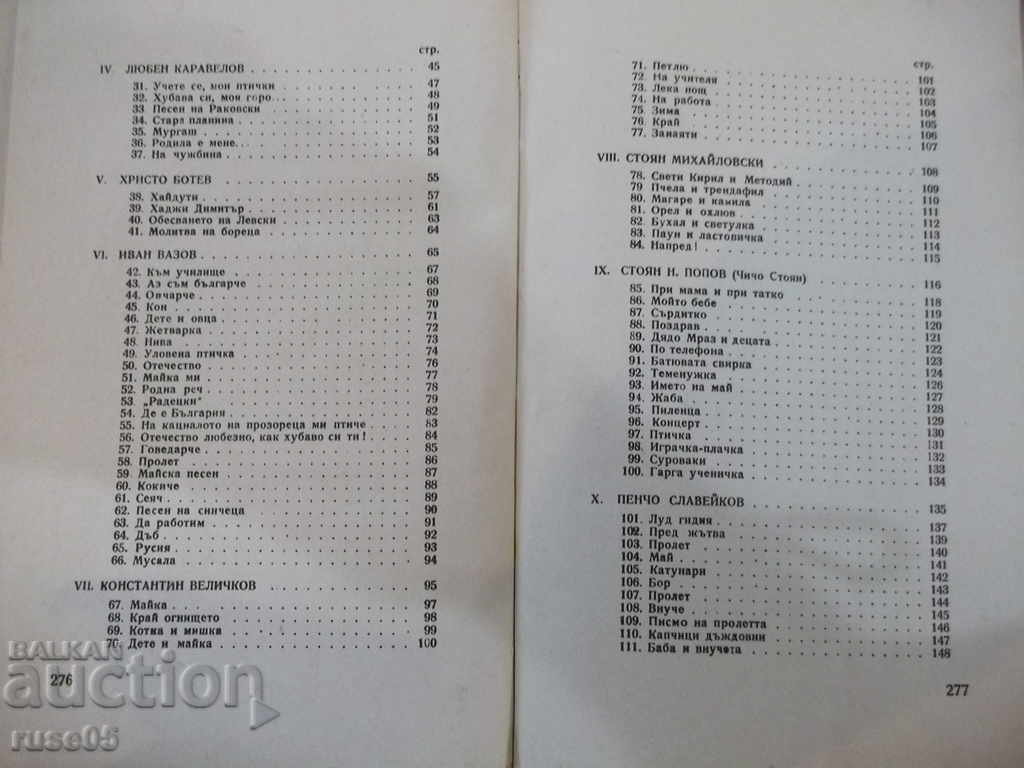 стр.
IV. ЛЮБЕН КАРАВЕЛОВ . . . 45
31. Учете се, мои птички . . . 47
32. Хубава си, моя горо... . . . 48
33. Песен на Раковски . . . 49
34. Стара планина . . . 51
35. Мургаш . . . 52
36. Родила е мене... . . . 53
37. На чужбина . . . 54
V. ХРИСТО БОТЕВ . . . 55
38. Хайдути . . . 57
39. Хаджи Димитър . . . 61
40. Обесването на Левски . . . 63
41. Молитва на бореца . . . 64
VI. ИВАН ВАЗОВ . . . 65
42. Към училище . . . 67
43. Аз съм българче . . . 68
44. Овчарче . . . 69
45. Кон . . . 70
46. Дете и овца . . . 71
47. Жетварка . . . 72
48. Нива . . . 73
49. Уловена птичка . . . 74
50. Отечество . . . 76
51. Майка ми . . . 77
52. Родна реч . . . 78
53. „Радецки“ . . . 79
54. Де е България . . . 82
55. На кацналото на прозореца ми птиче . . . 83
56. Отечество любезно, как хубаво си ти! . . . 84
57. Говедарче . . . 85
58. Пролет . . . 86
59. Майска песен . . . 87
60. Кокиче . . . 88
61. Сеяч . . . 89
62. Песен на синчеца . . . 90
63. Да работим . . . 91
64. Дъб . . . 92
65. Русия . . . 93
66. Мусала . . . 94
VII. КОНСТАНТИН ВЕЛИЧКОВ . . . 95
67. Майка . . . 97
68. Край огнището . . . 98
69. Котка и мишка . . . 99
70. Дете и майка . . . 100
276
стр.
71. Петлю . . . 101
72. На учители . . . 102
73. Лека нощ . . . 103
74. На работа . . . 104
75. Зима . . . 105
76. Край . . . 106
77. Занаяти . . . 107
VIII. СТОЯН МИХАЙЛОВСКИ . . . 108
78. Свети Кирил и Методий . . . 109
79. Пчела и трендафил . . . 110
80. Магаре и камила . . . 111
81. Орел и охлюв . . . 112
82. Бухал и светулка . . . 113
83. Паун и ластовичка . . . 114
84. Напред! . . . 115
IX. СТОЯН Н. ПОПОВ (Чичо Стоян) . . . 116
85. При мама и при татко . . . 118
86. Мойто бебе . . . 119
87. Сърдитко . . . 120
88. Поздрав . . . 121
89. Дядо Мраз и децата . . . 122
90. По телефона . . . 123
91. Батювата свирка . . . 124
92. Теменужка . . . 126
93. Името на май . . . 127
94. Жаба . . . 128
95. Пиленца . . . 129
96. Концерт . . . 130
97. Птичка . . . 131
98. Играчка-плачка . . . 132
99. Суроваки . . . 133
100. Гарга ученичка . . . 134
X. ПЕНЧО СЛАВЕЙКОВ . . . 135
101. Луд гидия . . . 137
102. Пред жътва . . . 139
103. Пролет . . . 140
104. Май . . . 141
105. Катунари . . . 142
106. Бор . . . 143
107. Пролет . . . 144
108. Внуче . . . 145
109. Писмо на пролетта . . . 146
110. Капчици дъждовни . . . 147
111. Баба и внучета . . . 148
277
BALKAN
auction
ruse05